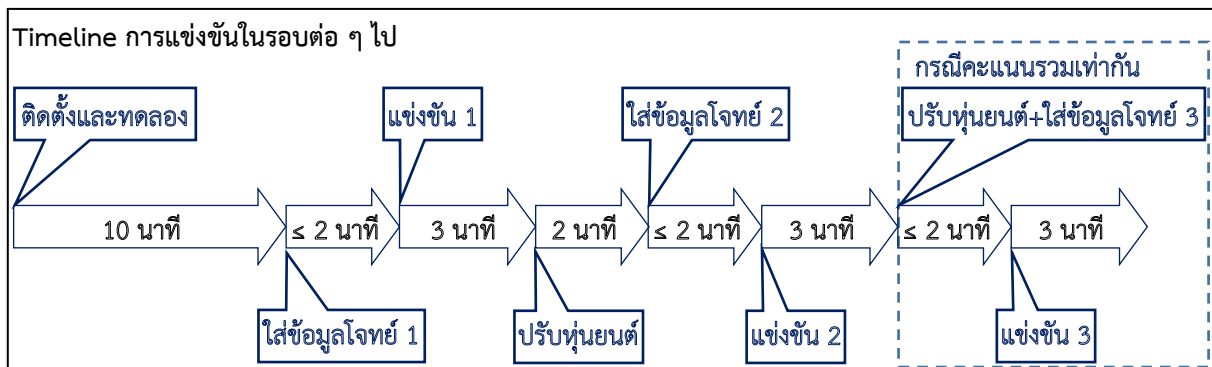 Timeline การแข่งขันในรอบต่อ ๆ ไป
กรณีคะแนนรวมเท่ากัน
ติดตั้งและทดลอง
แข่งขัน 1
ใส่ข้อมูลโจทย์ 2
ปรับหุ่นยนต์+ใส่ข้อมูลโจทย์ 3
10 นาที
≤ 2 นาที
3 นาที
2 นาที
≤ 2 นาที
3 นาที
≤ 2 นาที
3 นาที
ใส่ข้อมูลโจทย์ 1
ปรับหุ่นยนต์
แข่งขัน 2
แข่งขัน 3